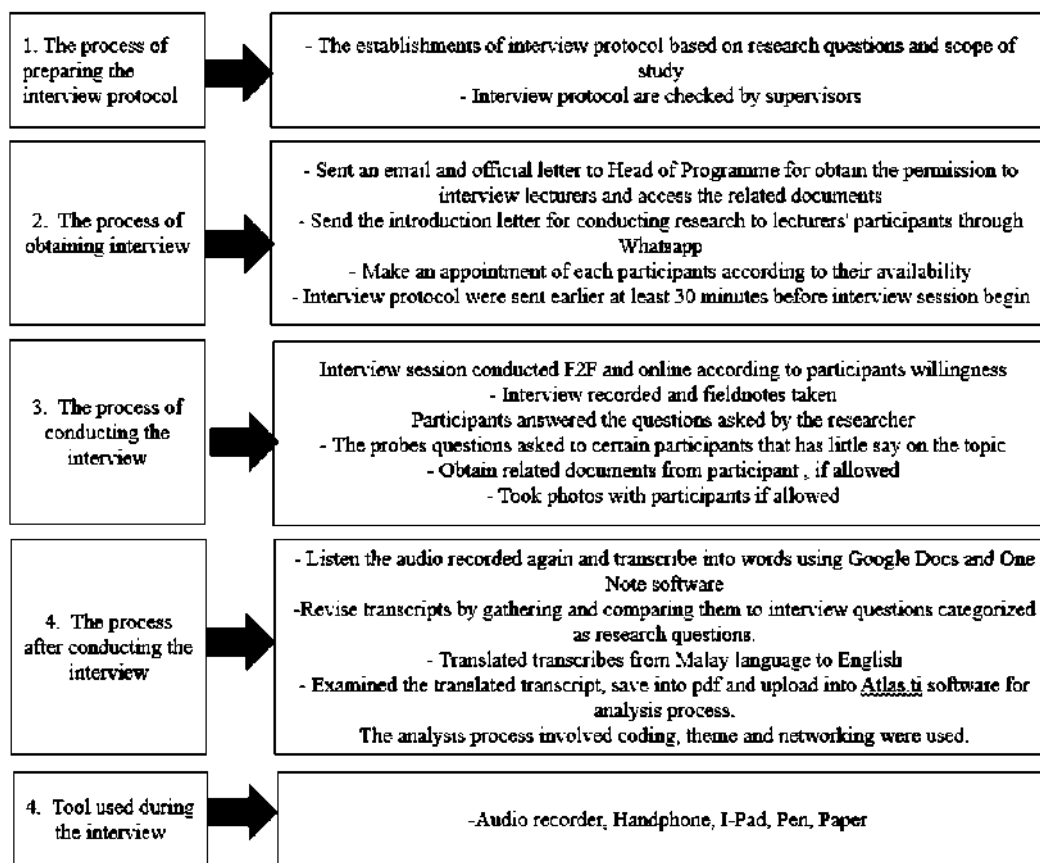 1. The process of
preparing the
interview protocol
- The establishments of interview protocol based on research questions and scope of
study
- Interview protocol are checked by supervisors
2. The process of
obtaining interview
- Sent an email and official letter to Head of Programme for obtain the permission to
interview lecturers and access the related documents
- Send the introduction letter for conducting research to lecturers' participants through
Whatsapp
- Make an appointment of each participants according to their availability
- Interview protocol were sent earlier at least 30 minutes before interview session begin
3. The process of
conducting the
interview
Interview session conducted F2F and online according to participants willingness
- Interview recorded and fieldnotes taken
Participants answered the questions asked by the researcher
- The probes questions asked to certain participants that has little say on the topic
- Obtain related documents from participant , if allowed
- Took photos with participants if allowed
4. The process
after conducting the
interview
- Listen the audio recorded again and transcribe into words using Google Docs and One
Note software
-Revise transcripts by gathering and comparing them to interview questions categorized
as research questions.
- Translated transcribes from Malay language to English
- Examined the translated transcript, save into pdf and upload into Atlas.ti software for
analysis process.
The analysis process involved coding, theme and networking were used.
4. Tool used during
the interview
-Audio recorder, Handphone, I-Pad, Pen, Paper